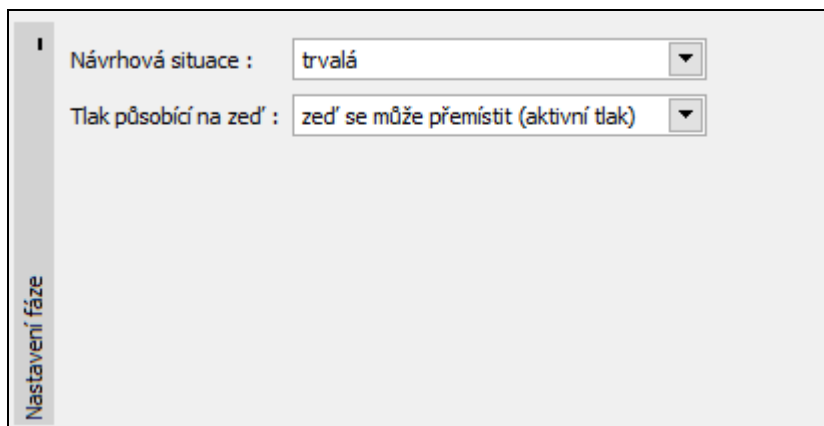 Návrhová situace :
trvalá
Tlak působící na zeď :
zeď se může přemístit (aktivní tlak)
Nastavení fáze